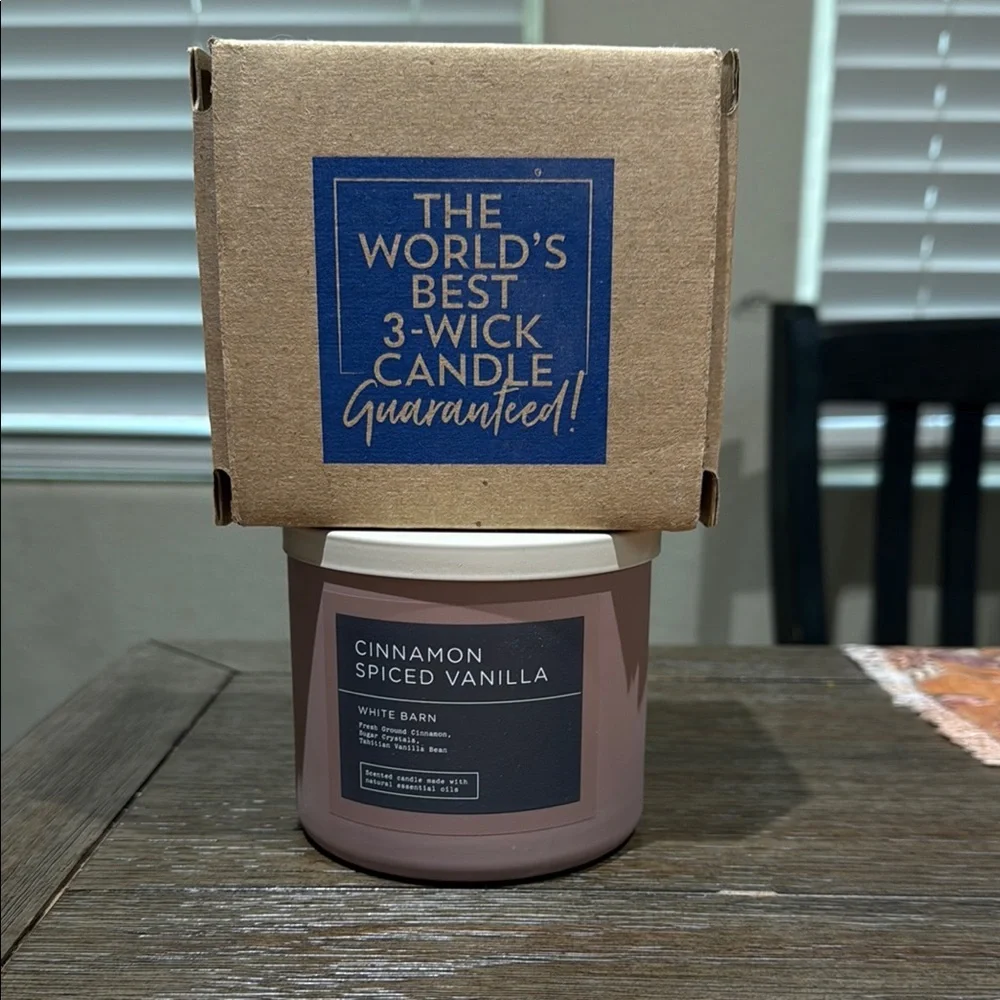 THE
WORLD'S
BEST
3-WICK
CANDLE
Guaranteed!
CINNAMON
SPICED VANILLA
WHITE BARN
Fresh Ground Cinnamon,
Sugar Crystals,
Tahitian Vanilla Bean
Scented candle made with
natural essential oils